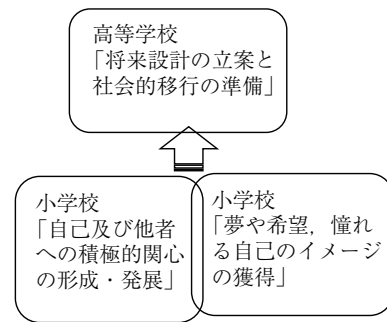 高等学校
「将来設計の立案と
社会的移行の準備」
小学校
「自己及び他者
への積極的関心
の形成・発展」
小学校
「夢や希望，憧れ
る自己のイメージ
の獲得」